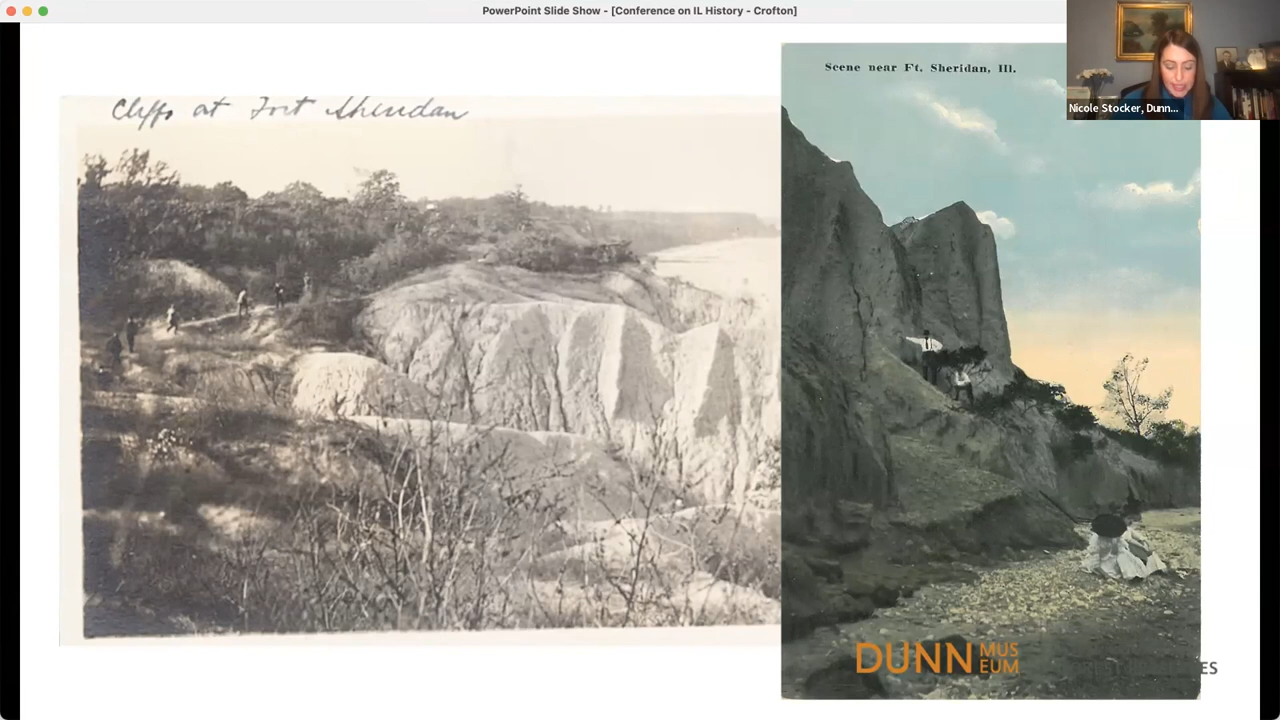 PowerPoint Slide Show - [Conference on IL History - Crofton]
Cliffs at Fort Sheridan
Scene near Ft. Sheridan, Ill.
Nicole Stocker, Dunn...
DUNN MUS
EUM